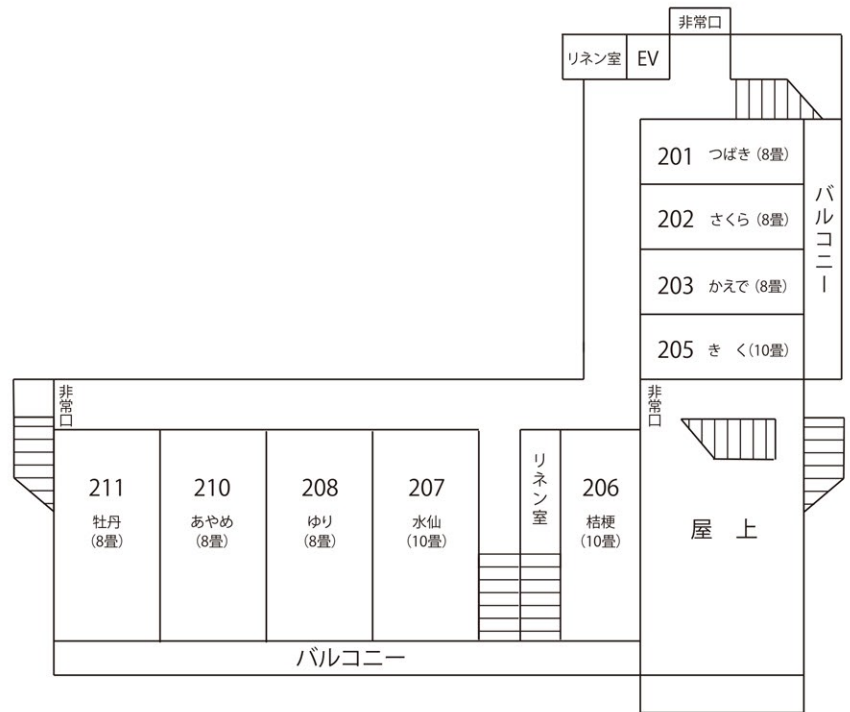 非常口
リネン室
EV
201 つばき (8畳)
202 さくら (8畳)
203 かえで (8畳)
205 き く(10畳)
バルコニー
非常口
非常口
211
牡丹
(8畳)
210
あやめ
(8畳)
208
ゆり
(8畳)
207
水仙
(10畳)
リネン室
206
桔梗
(10畳)
屋 上
バルコニー